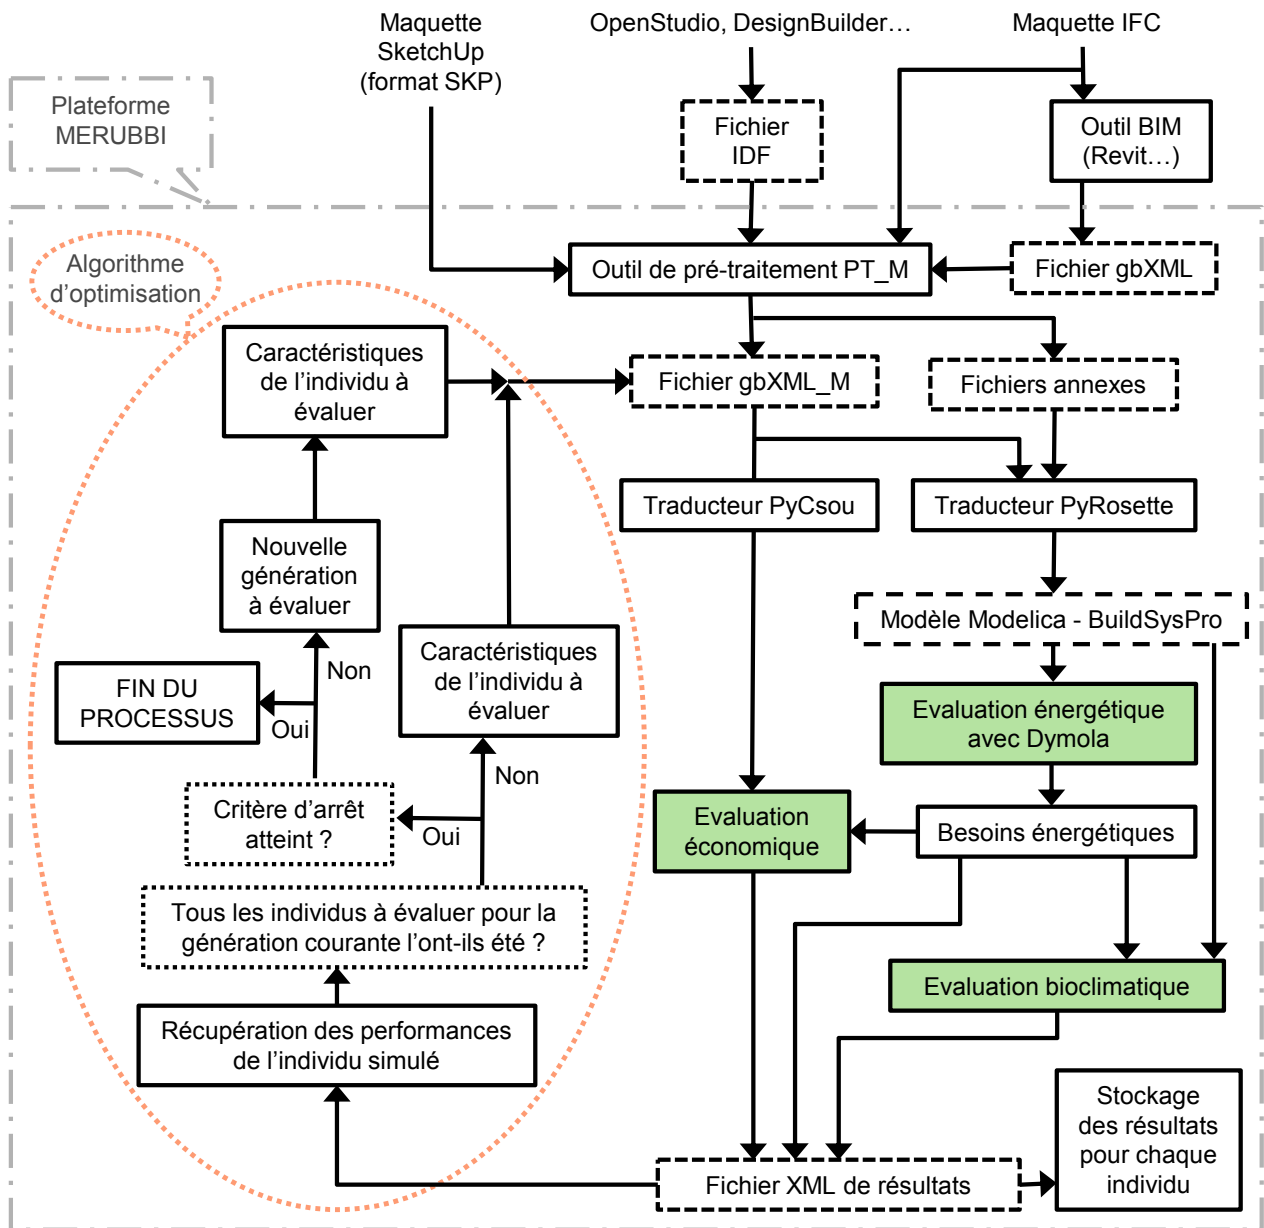 Maquette
SketchUp
(format SKP)
OpenStudio, DesignBuilder…
Maquette IFC
Plateforme
MERUBBI
Fichier
IDF
Outil BIM
(Revit…)
Algorithme
d’optimisation
Outil de pré-traitement PT_M
Fichier gbXML
Caractéristiques
de l’individu à
évaluer
Fichier gbXML_M
Fichiers annexes
Traducteur PyCsou
Traducteur PyRosette
Nouvelle
génération
à évaluer
Modèle Modelica - BuildSysPro
Caractéristiques
de l’individu à
évaluer
Non
FIN DU
PROCESSUS
Oui
Evaluation énergétique
avec Dymola
Non
Critère d’arrêt
atteint ?
Oui
Evaluation
économique
Besoins énergétiques
Tous les individus à évaluer pour la
génération courante l’ont-ils été ?
Evaluation bioclimatique
Récupération des performances
de l’individu simulé
Stockage
des résultats
pour chaque
individu
Fichier XML de résultats